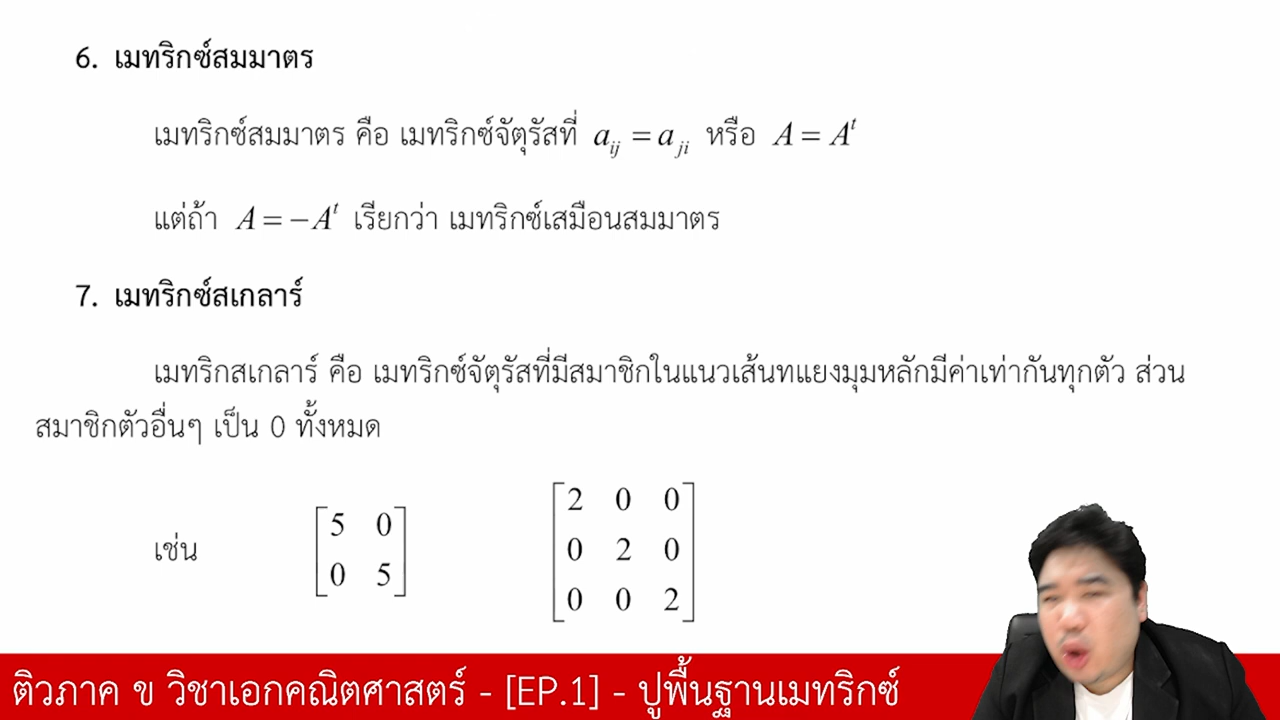 6. เมทริกซ์สมมาตร
เมทริกซ์สมมาตร คือ เมทริกซ์จัตุรัสที่ a_{ij} = a_{ji} หรือ A = A^t
แต่ถ้า A = −A^t เรียกว่า เมทริกซ์เสมือนสมมาตร
7. เมทริกซ์สเกลาร์
เมทริกสเกลาร์ คือ เมทริกซ์จัตุรัสที่มีสมาชิกในแนวเส้นทแยงมุมหลักมีค่าเท่ากันทุกตัว ส่วน
สมาชิกตัวอื่นๆ เป็น 0 ทั้งหมด
เช่น
5 0
0 5
2 0 0
0 2 0
0 0 2
ติวภาค ข วิชาเอกคณิตศาสตร์ - [EP.1] - ปูพื้นฐานเมทริกซ์